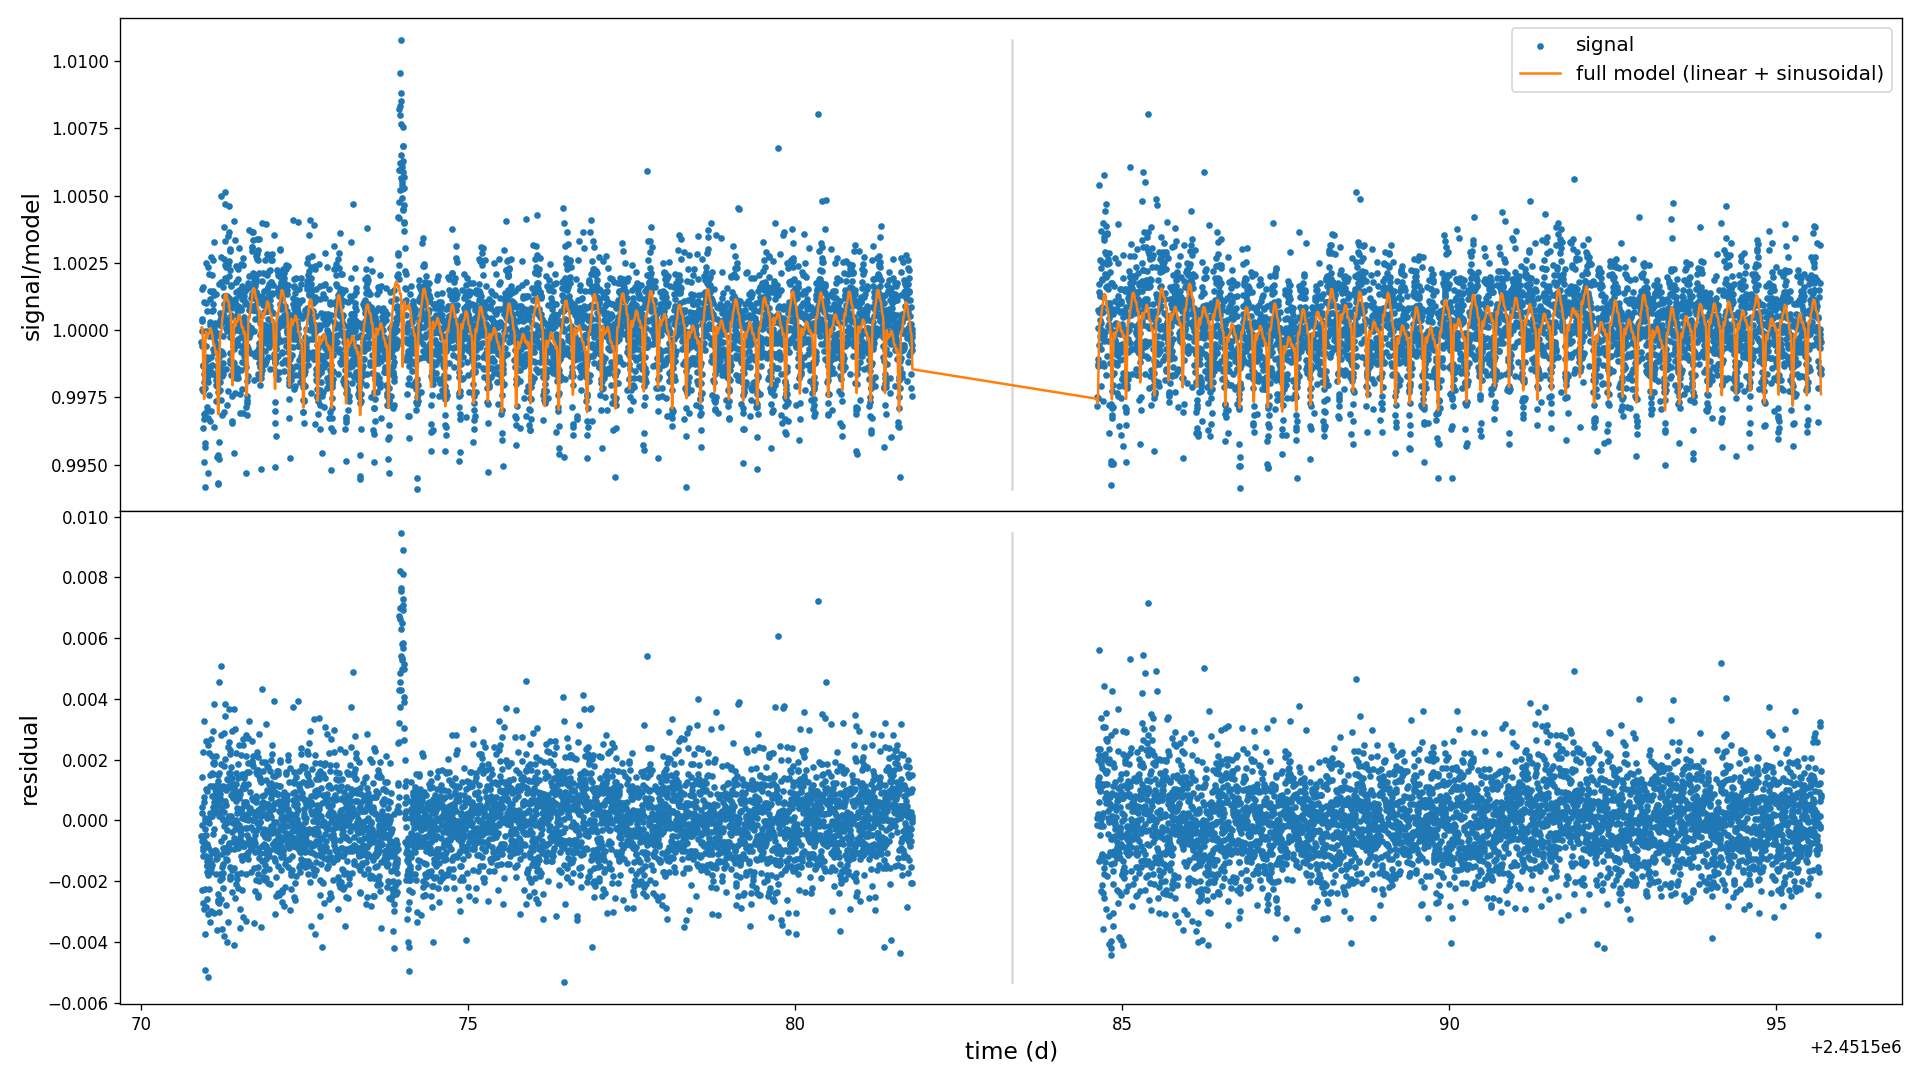 1.0100
1.0075
1.0050
1.0025
1.0000
0.9975
0.9950
signal/model
signal
full model (linear + sinusoidal)
0.010
0.008
0.006
0.004
0.002
0.000
−0.002
−0.004
−0.006
residual
70 75 80 85 90 95
time (d)
+2.4515e6